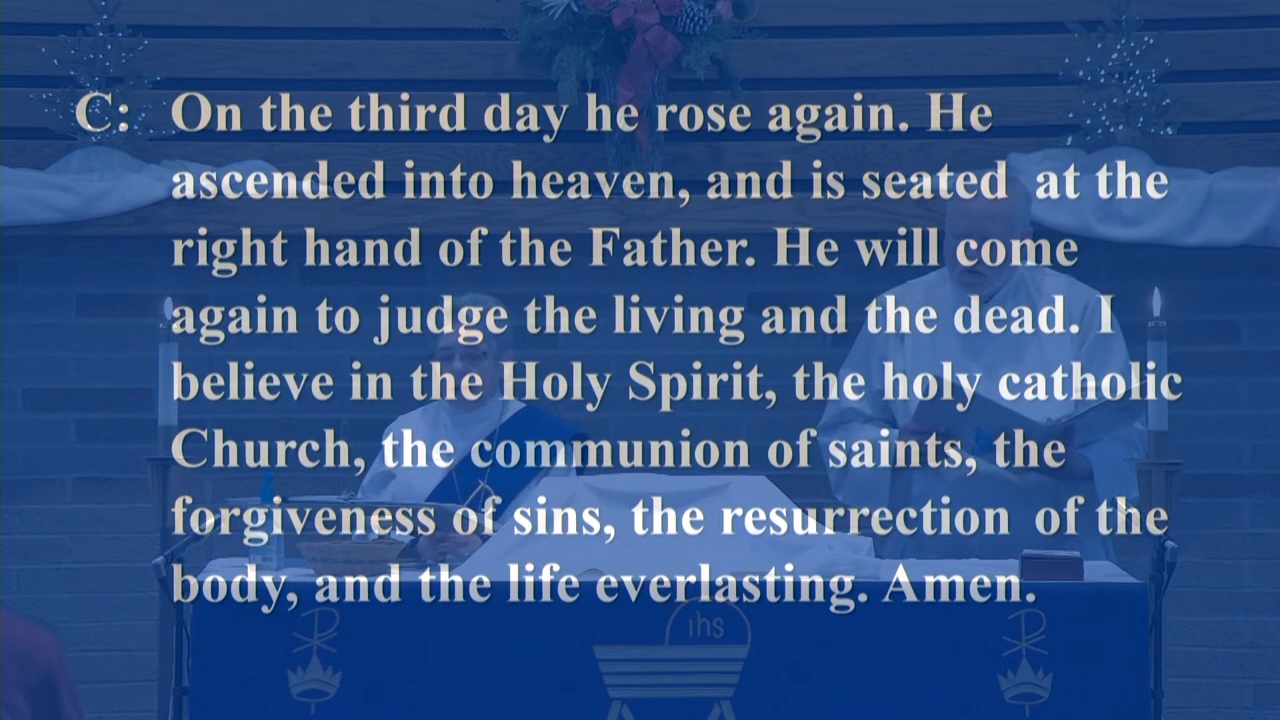 C: On the third day he rose again. He
ascended into heaven, and is seated at the
right hand of the Father. He will come
again to judge the living and the dead. I
believe in the Holy Spirit, the holy catholic
Church, the communion of saints, the
forgiveness of sins, the resurrection of the
body, and the life everlasting. Amen.
ihs